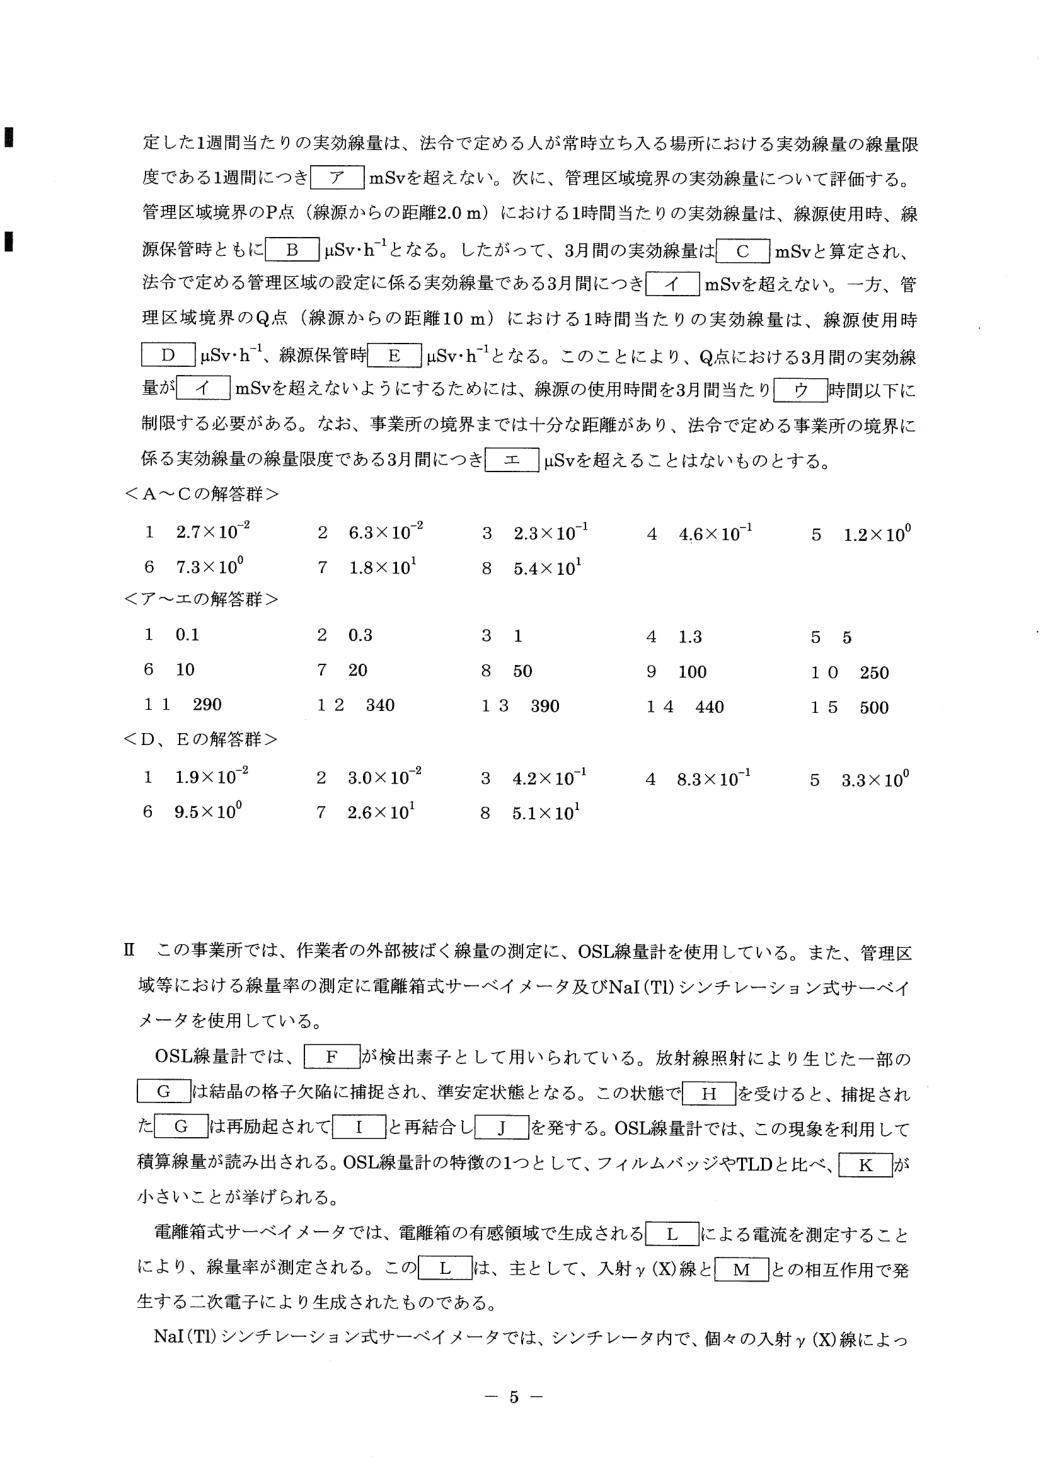 定した1週間当たりの実効線量は、法令で定める人が常時立ち入る場所における実効線量の線量限
度である1週間につき ア mSvを超えない。次に、管理区域境界の実効線量について評価する。
管理区域境界のP点（線源からの距離2.0 m）における1時間当たりの実効線量は、線源使用時、線
源保管時ともに B μSv·h⁻¹となる。したがって、3月間の実効線量は C mSvと算定され、
法令で定める管理区域の設定に係る実効線量である3月間につき イ mSvを超えない。一方、管
理区域境界のQ点（線源からの距離10 m）における1時間当たりの実効線量は、線源使用時
D μSv·h⁻¹、線源保管時 E μSv·h⁻¹となる。このことにより、Q点における3月間の実効線
量が イ mSvを超えないようにするためには、線源の使用時間を3月間当たり ウ 時間以下に
制限する必要がある。なお、事業所の境界までは十分な距離があり、法令で定める事業所の境界に
係る実効線量の線量限度である3月間につき エ μSvを超えることはないものとする。
＜A～Cの解答群＞
1 2.7×10⁻² 2 6.3×10⁻² 3 2.3×10⁻¹ 4 4.6×10⁻¹ 5 1.2×10⁰
6 7.3×10⁰ 7 1.8×10¹ 8 5.4×10¹
＜ア～エの解答群＞
1 0.1 2 0.3 3 1 4 1.3 5 5
6 10 7 20 8 50 9 100 10 250
11 290 12 340 13 390 14 440 15 500
＜D、Eの解答群＞
1 1.9×10⁻² 2 3.0×10⁻² 3 4.2×10⁻¹ 4 8.3×10⁻¹ 5 3.3×10⁰
6 9.5×10⁰ 7 2.6×10¹ 8 5.1×10¹
Ⅱ この事業所では、作業者の外部被ばく線量の測定に、OSL線量計を使用している。また、管理区
域等における線量率の測定に電離箱式サーベイメータ及びNaI(Tl)シンチレーション式サーベイ
メータを使用している。
OSL線量計では、 F が検出素子として用いられている。放射線照射により生じた一部の
G は結晶の格子欠陥に捕捉され、準安定状態となる。この状態で H を受けると、捕捉され
た G は再励起されて I と再結合し J を発する。OSL線量計では、この現象を利用して
積算線量が読み出される。OSL線量計の特徴の1つとして、フィルムバッジやTLDと比べ、 K が
小さいことが挙げられる。
電離箱式サーベイメータでは、電離箱の有感領域で生成される L による電流を測定すること
により、線量率が測定される。この L は、主として、入射γ(X)線と M との相互作用で発
生する二次電子により生成されたものである。
NaI(Tl)シンチレーション式サーベイメータでは、シンチレータ内で、個々の入射γ(X)線によっ
－ 5 －